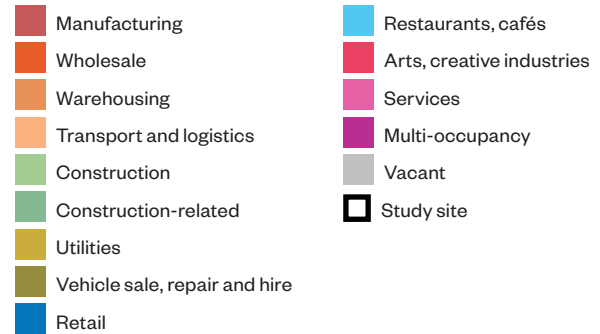 Manufacturing
Wholesale
Warehousing
Transport and logistics
Construction
Construction-related
Utilities
Vehicle sale, repair and hire
Retail
Restaurants, cafés
Arts, creative industries
Services
Multi-occupancy
Vacant
Study site